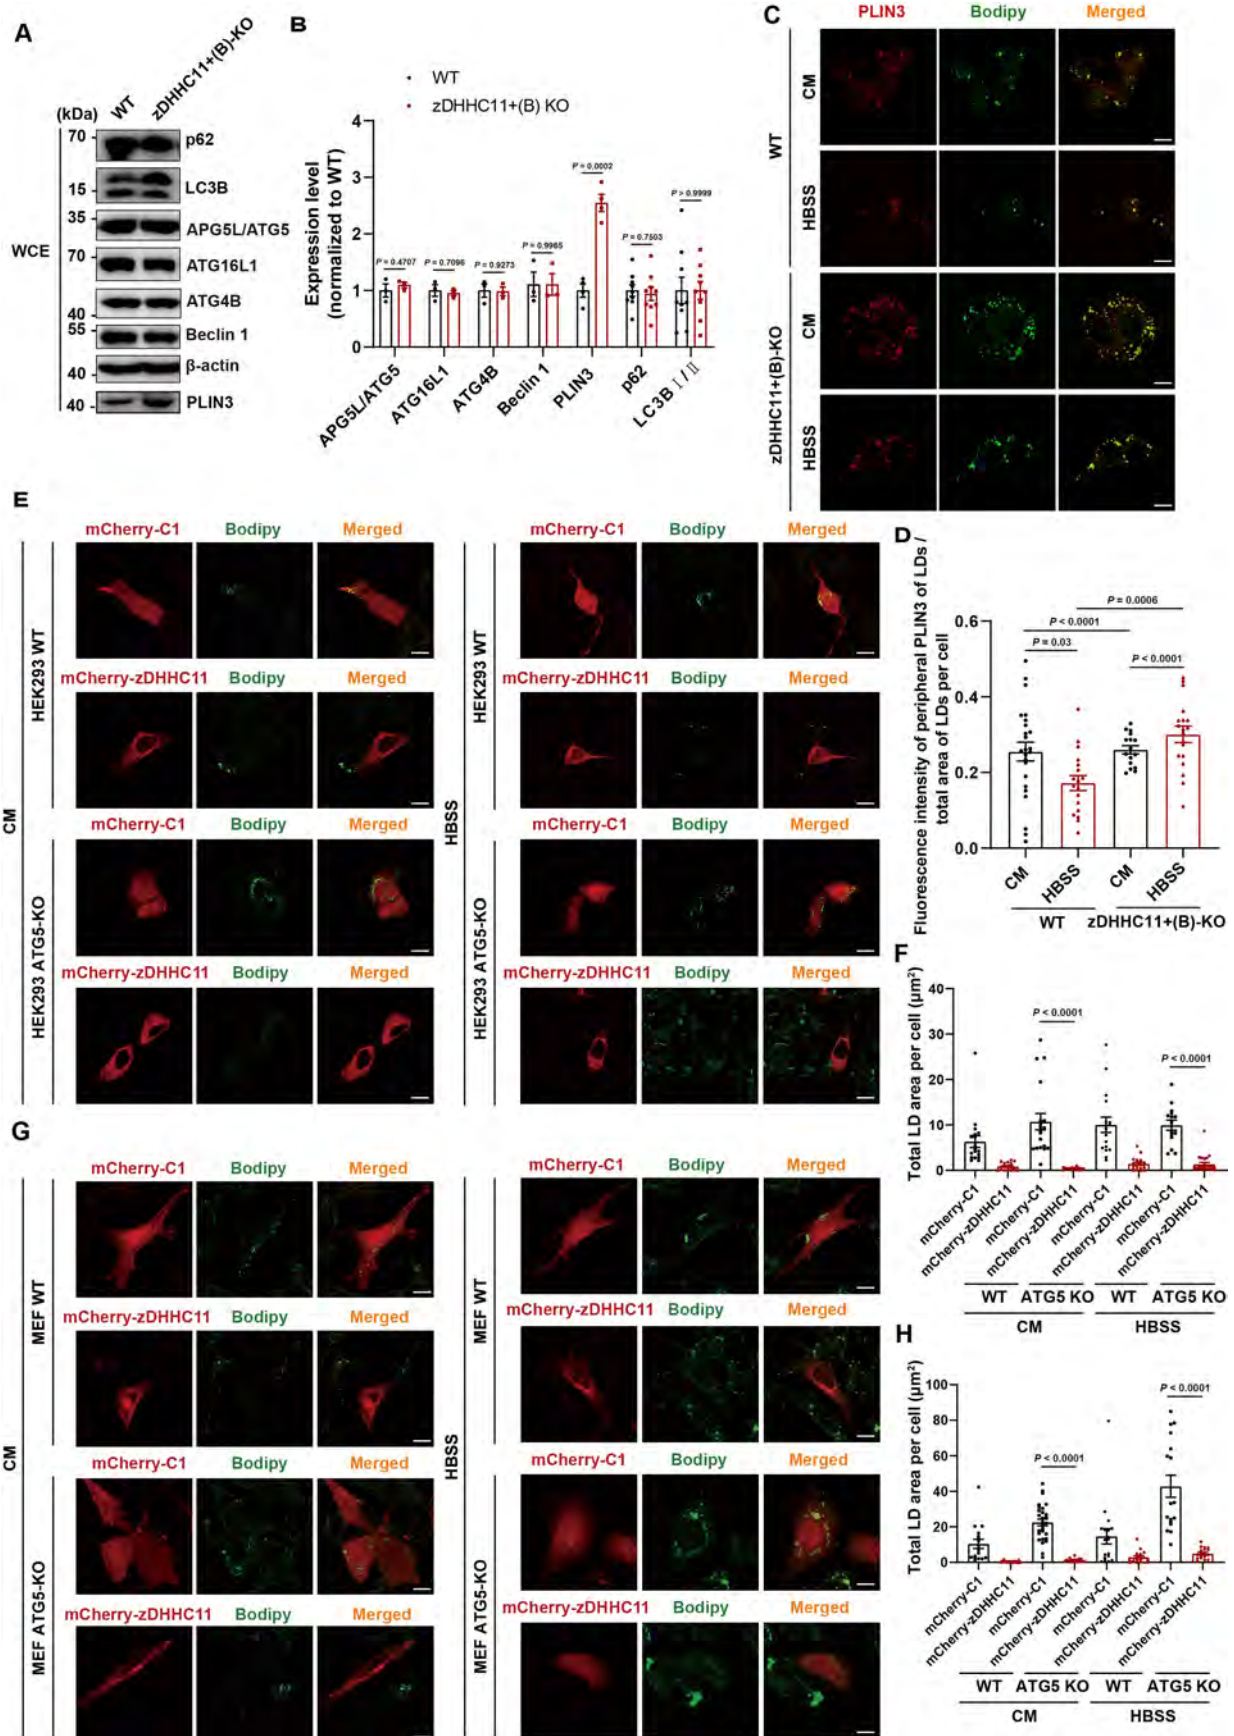 A
(kDa)
WT
zDHHC11+(B)-KO
WCE
70
p62
15
LC3B
35
APG5L/ATG5
70
ATG16L1
40
ATG4B
55
Beclin 1
40
β-actin
40
PLIN3
B
WT
zDHHC11+(B) KO
Expression level
(normalized to WT)
4
3
2
1
0
P = 0.4707
P = 0.7096
P = 0.9273
P = 0.9965
P = 0.0002
P = 0.7503
P > 0.9999
APG5L/ATG5
ATG16L1
ATG4B
Beclin 1
PLIN3
p62
LC3B Ⅰ/Ⅱ
C
PLIN3
Bodipy
Merged
WT
CM
HBSS
zDHHC11+(B)-KO
CM
HBSS
D
Fluorescence intensity of peripheral PLIN3 of LDs /
total area of LDs per cell
0.6
0.4
0.2
0.0
P = 0.0006
P < 0.0001
P = 0.03
P < 0.0001
CM
HBSS
CM
HBSS
WT
zDHHC11+(B)-KO
E
CM
HEK293 WT
mCherry-C1
Bodipy
Merged
mCherry-zDHHC11
Bodipy
Merged
HEK293 ATG5-KO
mCherry-C1
Bodipy
Merged
mCherry-zDHHC11
Bodipy
Merged
HBSS
HEK293 WT
mCherry-C1
Bodipy
Merged
mCherry-zDHHC11
Bodipy
Merged
HEK293 ATG5-KO
mCherry-C1
Bodipy
Merged
mCherry-zDHHC11
Bodipy
Merged
F
Total LD area per cell (μm²)
40
30
20
10
0
P < 0.0001
P < 0.0001
mCherry-C1
mCherry-zDHHC11
mCherry-C1
mCherry-zDHHC11
mCherry-C1
mCherry-zDHHC11
mCherry-C1
mCherry-zDHHC11
WT
ATG5 KO
WT
ATG5 KO
CM
HBSS
G
CM
MEF WT
mCherry-C1
Bodipy
Merged
mCherry-zDHHC11
Bodipy
Merged
MEF ATG5-KO
mCherry-C1
Bodipy
Merged
mCherry-zDHHC11
Bodipy
Merged
HBSS
MEF WT
mCherry-C1
Bodipy
Merged
mCherry-zDHHC11
Bodipy
Merged
MEF ATG5-KO
mCherry-C1
Bodipy
Merged
mCherry-zDHHC11
Bodipy
Merged
H
Total LD area per cell (μm²)
100
80
60
40
20
0
P < 0.0001
P < 0.0001
mCherry-C1
mCherry-zDHHC11
mCherry-C1
mCherry-zDHHC11
mCherry-C1
mCherry-zDHHC11
mCherry-C1
mCherry-zDHHC11
WT
ATG5 KO
WT
ATG5 KO
CM
HBSS